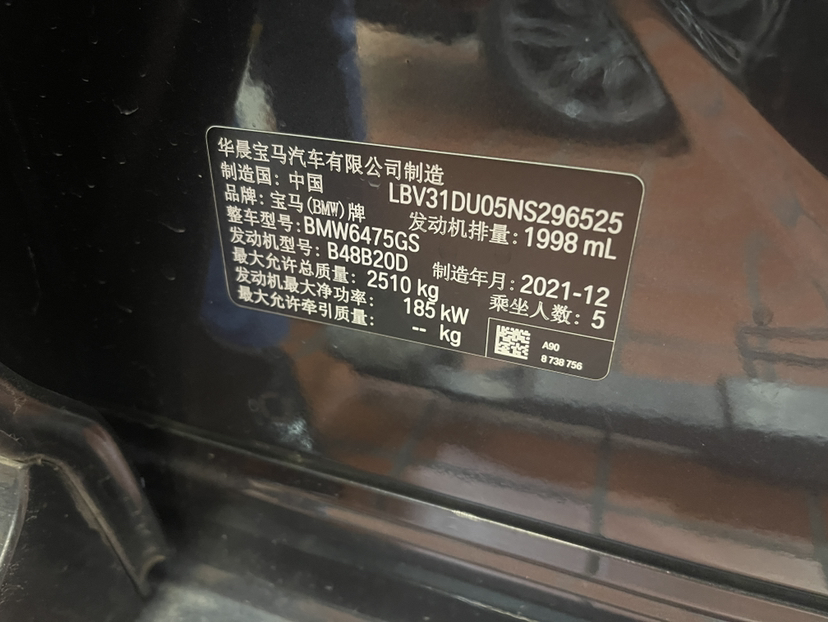 华晨宝马汽车有限公司制造
制造国: 中国 LBV31DU05NS296525
品牌: 宝马(BMW)牌 发动机排量: 1998 mL
整车型号: BMW6475GS
发动机型号: B48B20D 制造年月: 2021-12
最大允许总质量: 2510 kg 乘坐人数: 5
发动机最大净功率: 185 kW
最大允许牵引质量: -- kg
A90
8 738 756